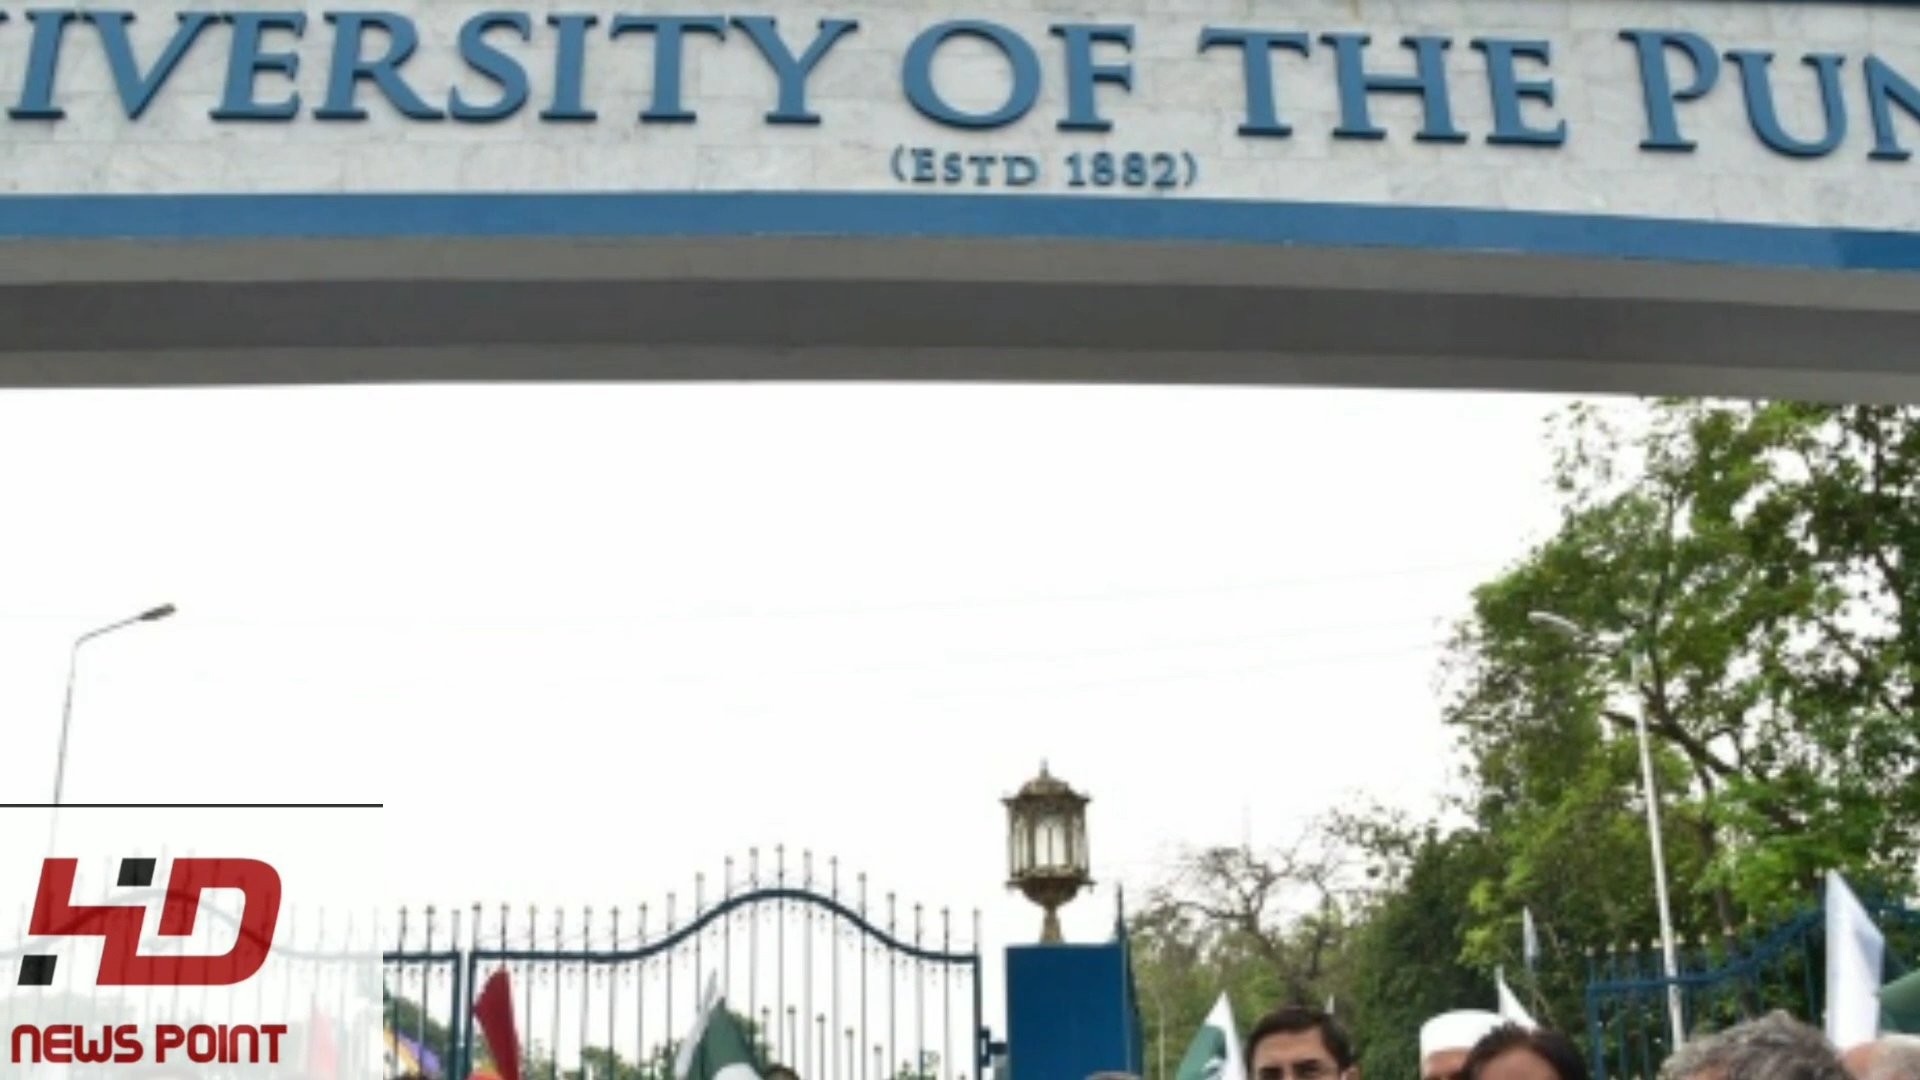 IVERSITY OF THE PUN
(ESTD 1882)
HD
NEWS POINT